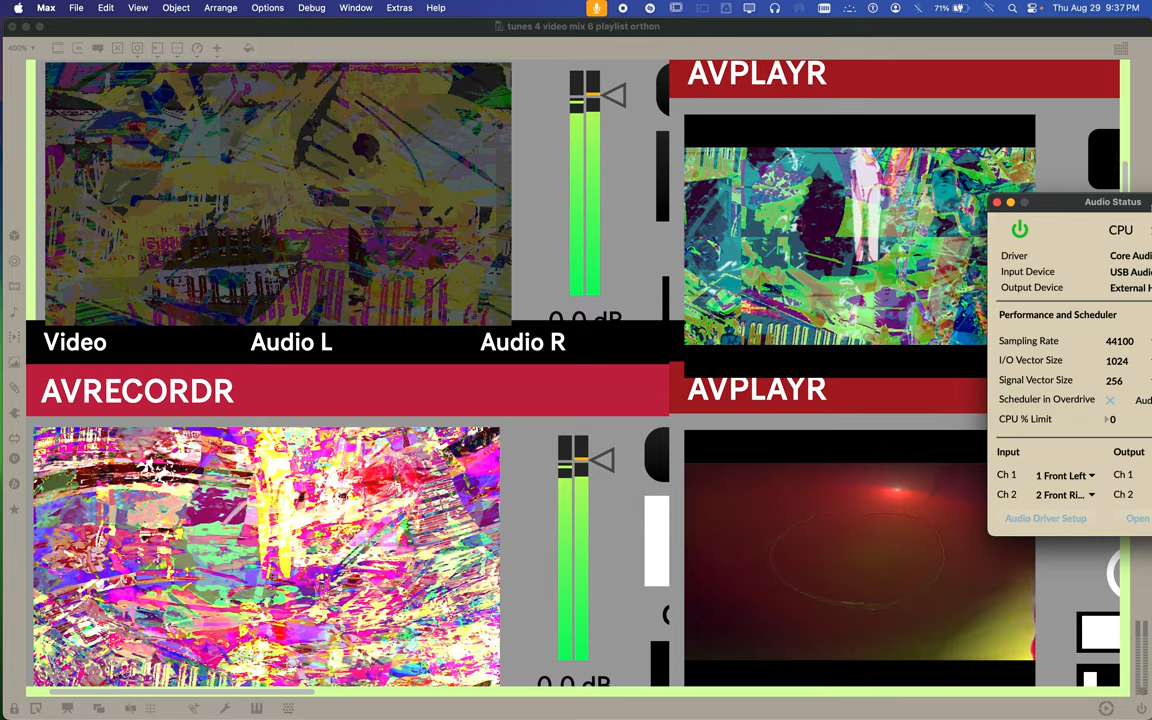 Max File Edit View Object Arrange Options Debug Window Extras Help 71% Thu Aug 29 9:37 PM
tunes 4 video mix 6 playlist orthon
400%
AVPLAYR
Audio Status
CPU
Driver Core Audi
Input Device USB Audi
Output Device External H
Performance and Scheduler
0.0 dB
Video Audio L Audio R
Sampling Rate 44100
I/O Vector Size 1024
Signal Vector Size 256
AVRECORDR
AVPLAYR
Scheduler in Overdrive Aud
CPU % Limit 0
Input Output
Ch 1 1 Front Left Ch 1
Ch 2 2 Front Ri... Ch 2
Audio Driver Setup Open
0.0 dB